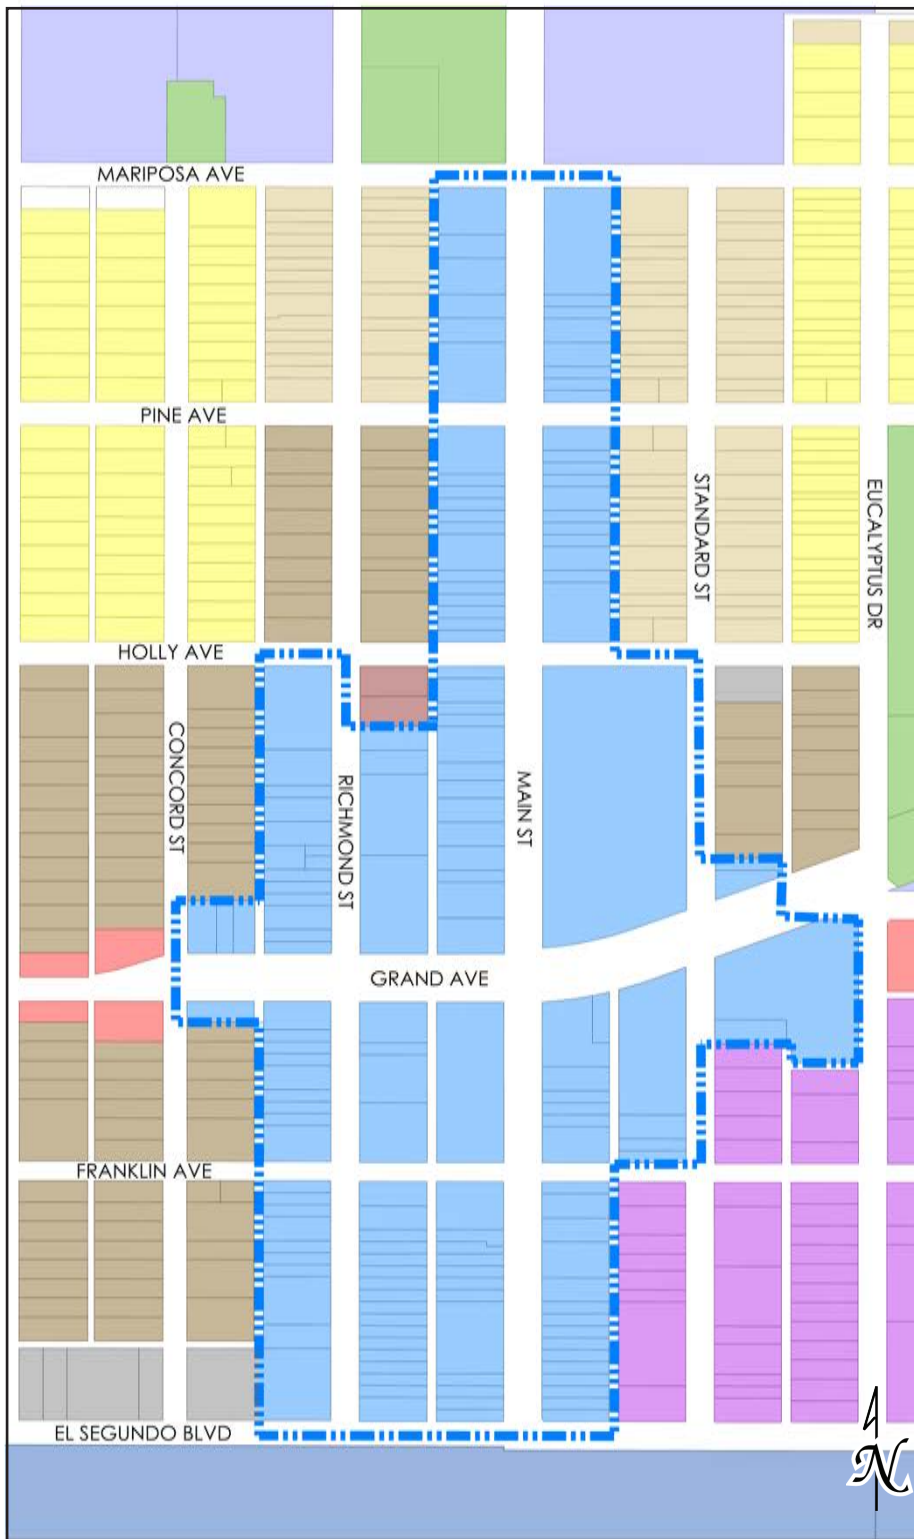 MARIPOSA AVE
PINE AVE
STANDARD ST
EUCALYPTUS DR
HOLLY AVE
CONCORD ST
RICHMOND ST
MAIN ST
GRAND AVE
FRANKLIN AVE
EL SEGUNDO BLVD
N